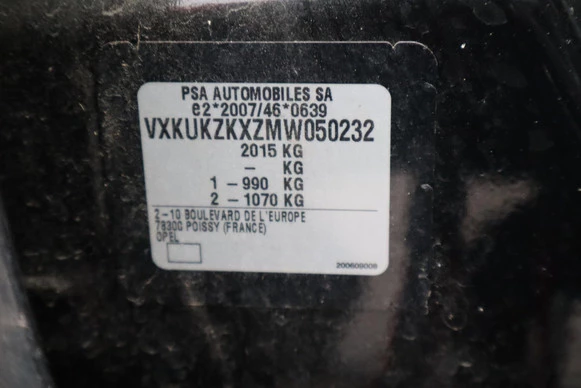 PSA AUTOMOBILES SA
e2*2007/46*0639
VXKUKZKXZMW050232
2015 KG
– KG
1 – 990 KG
2 – 1070 KG
2-10 BOULEVARD DE L'EUROPE
78300 POISSY (FRANCE)
OPEL
200609009